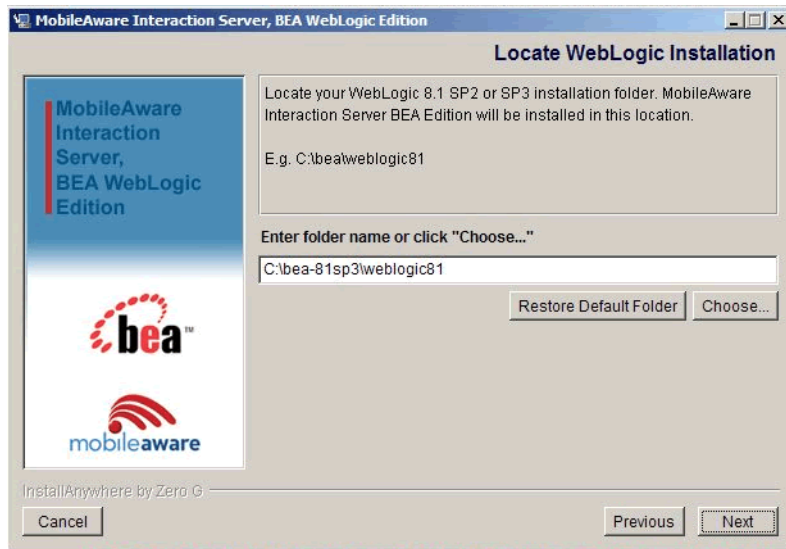 MobileAware Interaction Server, BEA WebLogic Edition
Locate WebLogic Installation
MobileAware
Interaction
Server,
BEA WebLogic
Edition
bea™
mobileaware
Locate your WebLogic 8.1 SP2 or SP3 installation folder. MobileAware
Interaction Server BEA Edition will be installed in this location.
E.g. C:\bea\weblogic81
Enter folder name or click "Choose..."
C:\bea-81sp3\weblogic81
Restore Default Folder
Choose...
InstallAnywhere by Zero G
Cancel
Previous
Next